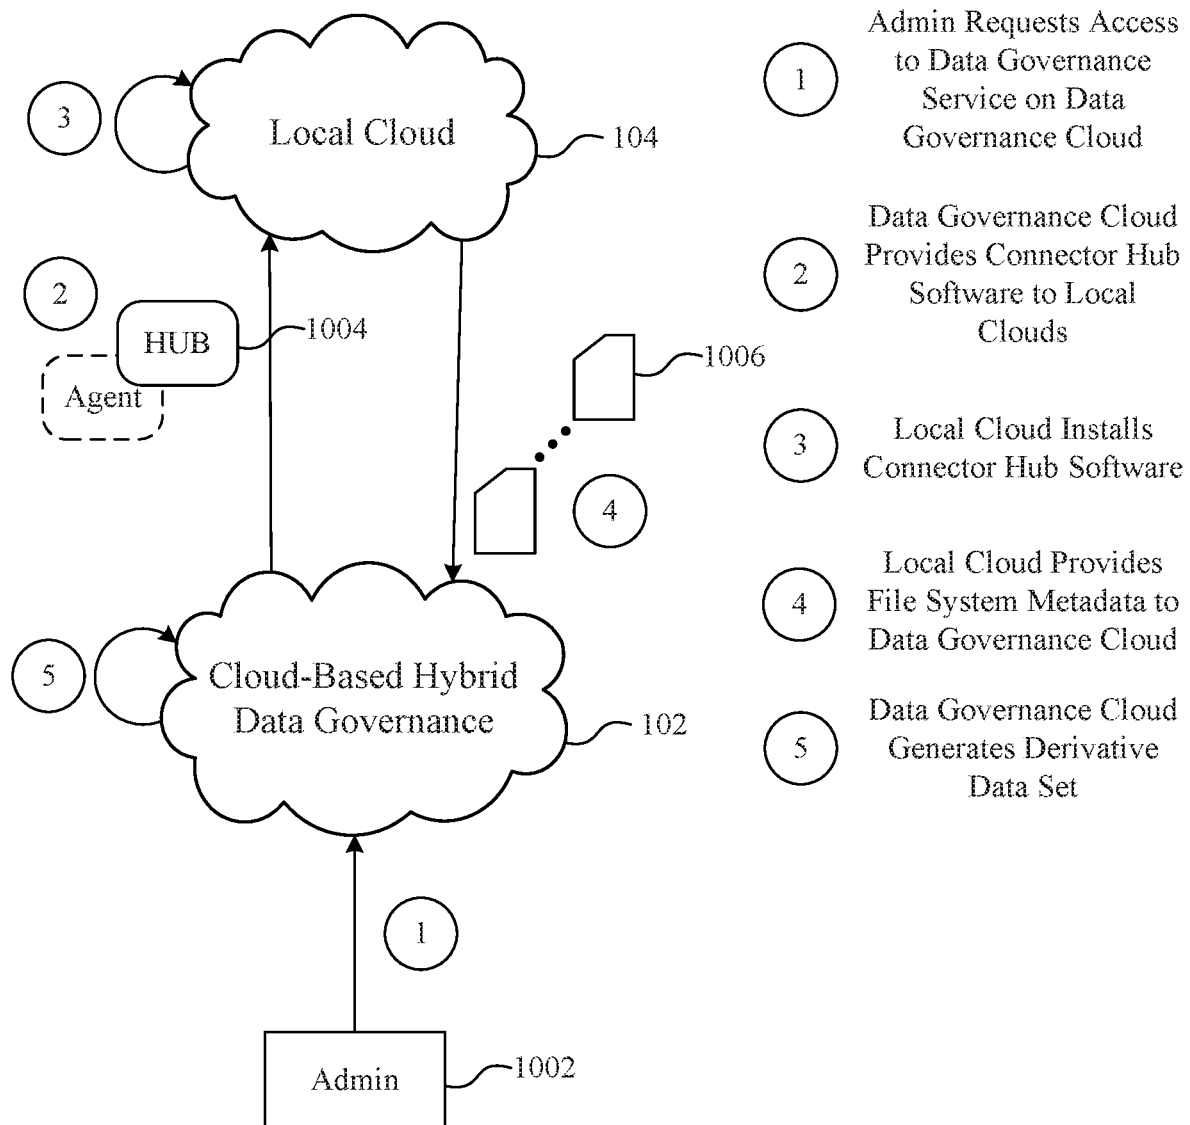 3
Local Cloud
104
2
HUB
1004
Agent
1006
4
5
Cloud-Based Hybrid
Data Governance
102
1
Admin
1002
1
Admin Requests Access
to Data Governance
Service on Data
Governance Cloud
2
Data Governance Cloud
Provides Connector Hub
Software to Local
Clouds
3
Local Cloud Installs
Connector Hub Software
4
Local Cloud Provides
File System Metadata to
Data Governance Cloud
5
Data Governance Cloud
Generates Derivative
Data Set